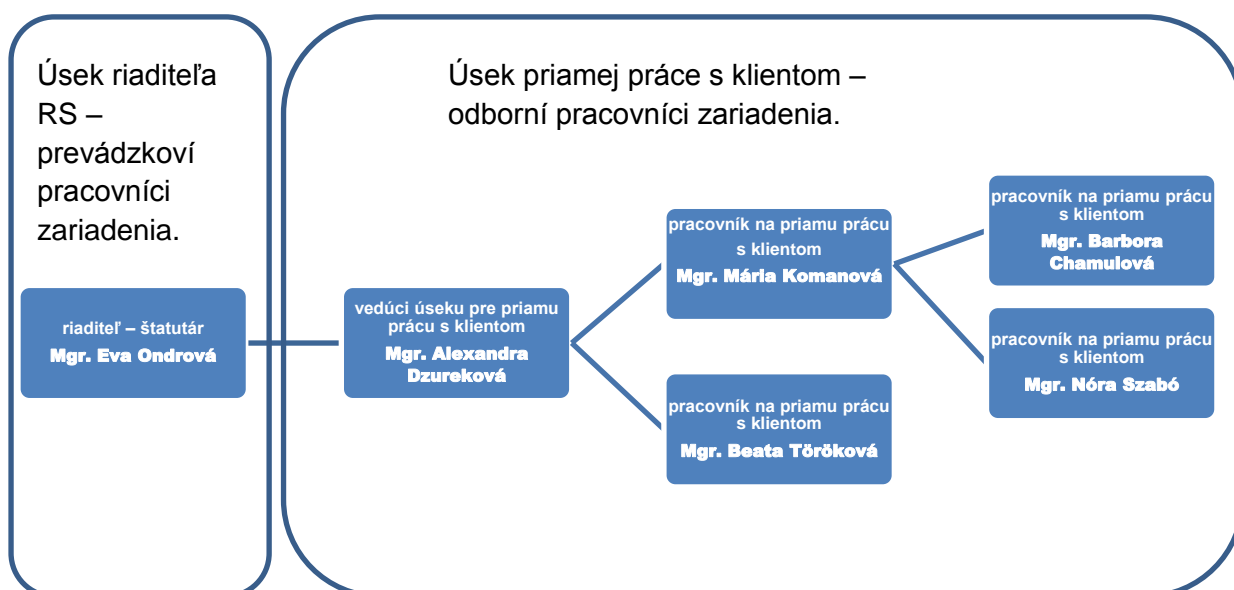 Úsek riaditeľa
RS –
prevádzkoví
pracovníci
zariadenia.
riaditeľ – štatutár
Mgr. Eva Ondrová
Úsek priamej práce s klientom –
odborní pracovníci zariadenia.
vedúci úseku pre priamu
prácu s klientom
Mgr. Alexandra
Dzureková
pracovník na priamu prácu
s klientom
Mgr. Mária Komanová
pracovník na priamu prácu
s klientom
Mgr. Beata Töröková
pracovník na priamu prácu
s klientom
Mgr. Barbora
Chamulová
pracovník na priamu prácu
s klientom
Mgr. Nóra Szabó